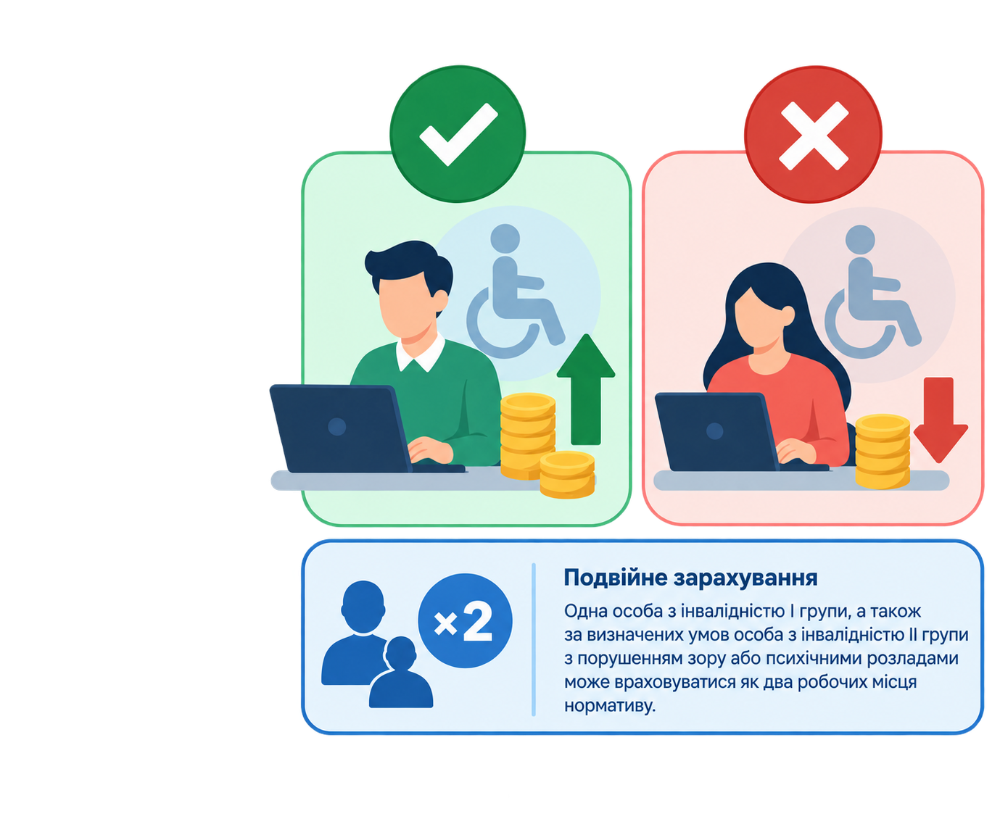 ×2
Подвійне зарахування
Одна особа з інвалідністю I групи, а також
за визначених умов особа з інвалідністю II групи
з порушенням зору або психічними розладами
може враховуватися як два робочих місця
нормативу.